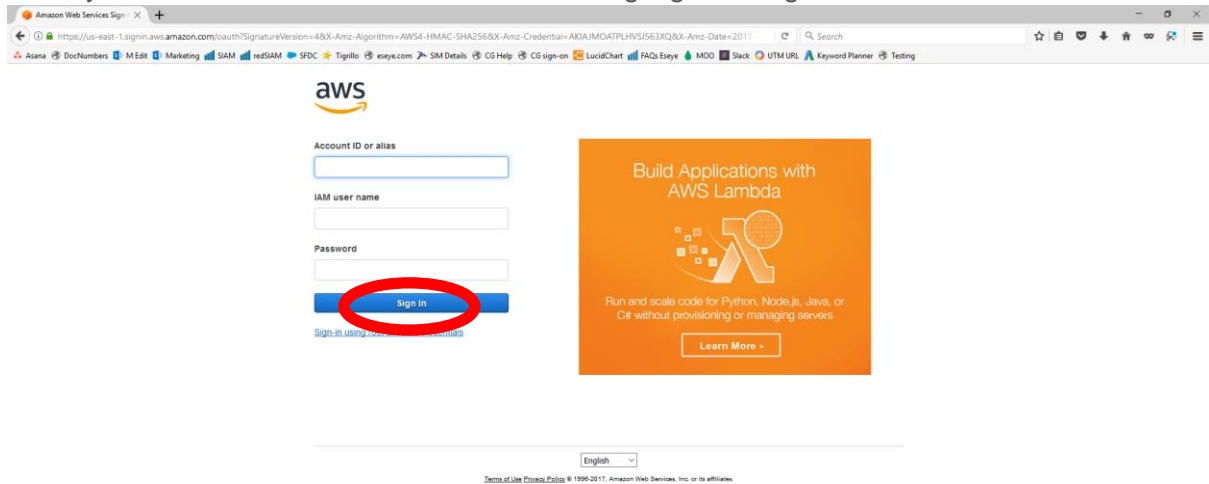 Amazon Web Services Sign
https://us-east-1.signin.aws.amazon.com/oauth?SignatureVersion=4&X-Amz-Algorithm=AWS4-HMAC-SHA256&X-Amz-Credential=AKIAJMOATPLHVSJ563XQ&X-Amz-Date=2017- Search
Asana DocNumbers M Edit Marketing SIAM redSIAM SFDC Tigrillo eseye.com SIM Details CG Help CG sign-on LucidChart FAQs Eseye MOO Slack UTM URL Keyword Planner Testing
aws
Account ID or alias
IAM user name
Password
Sign In
Sign-in using
Build Applications with
AWS Lambda
Run and scale code for Python, Node.js, Java, or
C# without provisioning or managing servers
Learn More »
English
Terms of Use Privacy Policy © 1996-2017, Amazon Web Services, Inc. or its affiliates.